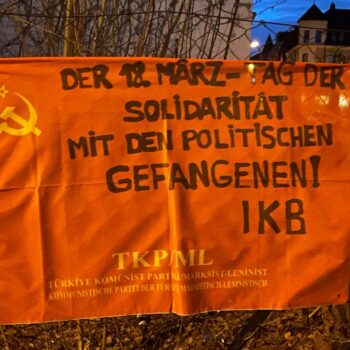 DER 18. MÄRZ - TAG DER
SOLIDARITÄT
MIT DEN POLITISCHEN
GEFANGENEN!
IKB
TKP/ML
TÜRKİYE KOMÜNİST PARTİSİ/MARKSİST-LENİNİST
KOMMUNISTISCHE PARTEI DER TÜRKEI/MARXISTISCH-LENINISTISCH